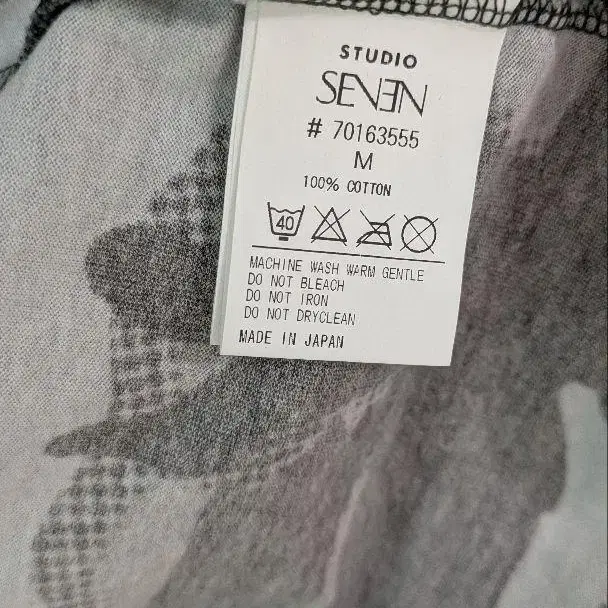 STUDIO
SEVEN
# 70163555
M
100% COTTON
40
MACHINE WASH WARM GENTLE
DO NOT BLEACH
DO NOT IRON
DO NOT DRYCLEAN
MADE IN JAPAN